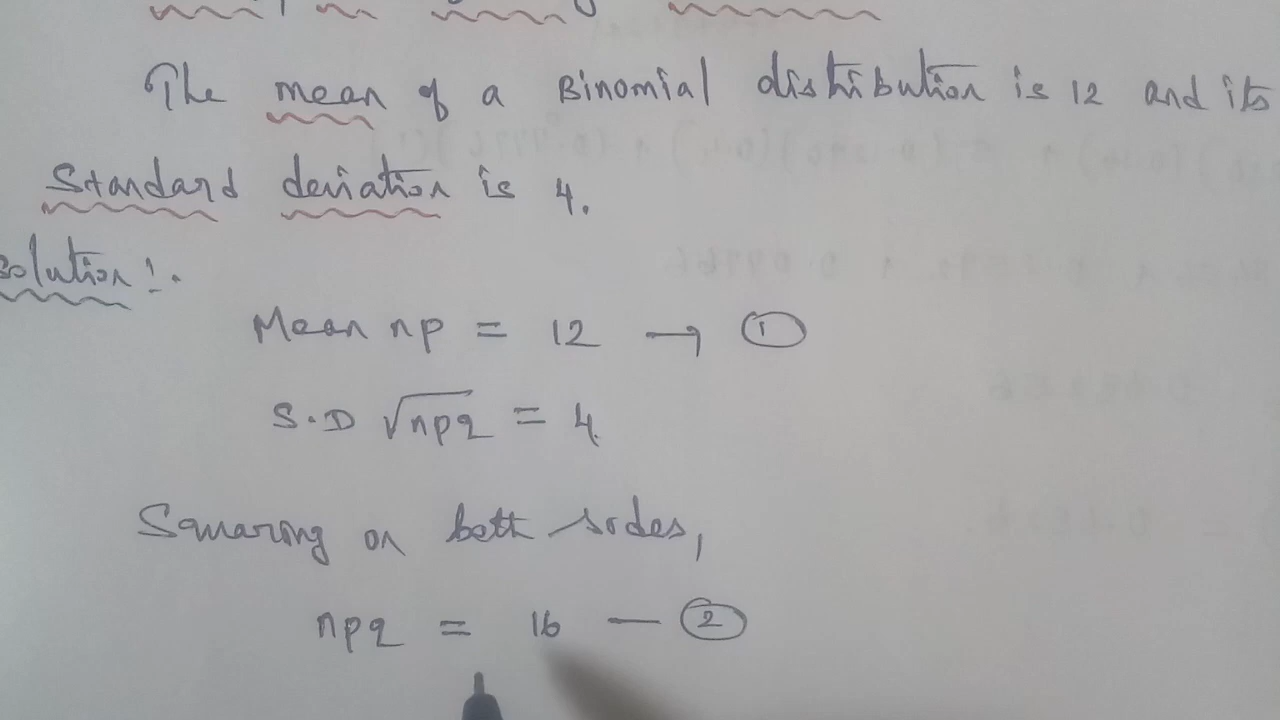 The mean of a Binomial distribution is 12 and its
Standard deviation is 4.
Solution:.
Mean np = 12 → ①
S.D √npq = 4
Squaring on both sides,
npq = 16 — ②